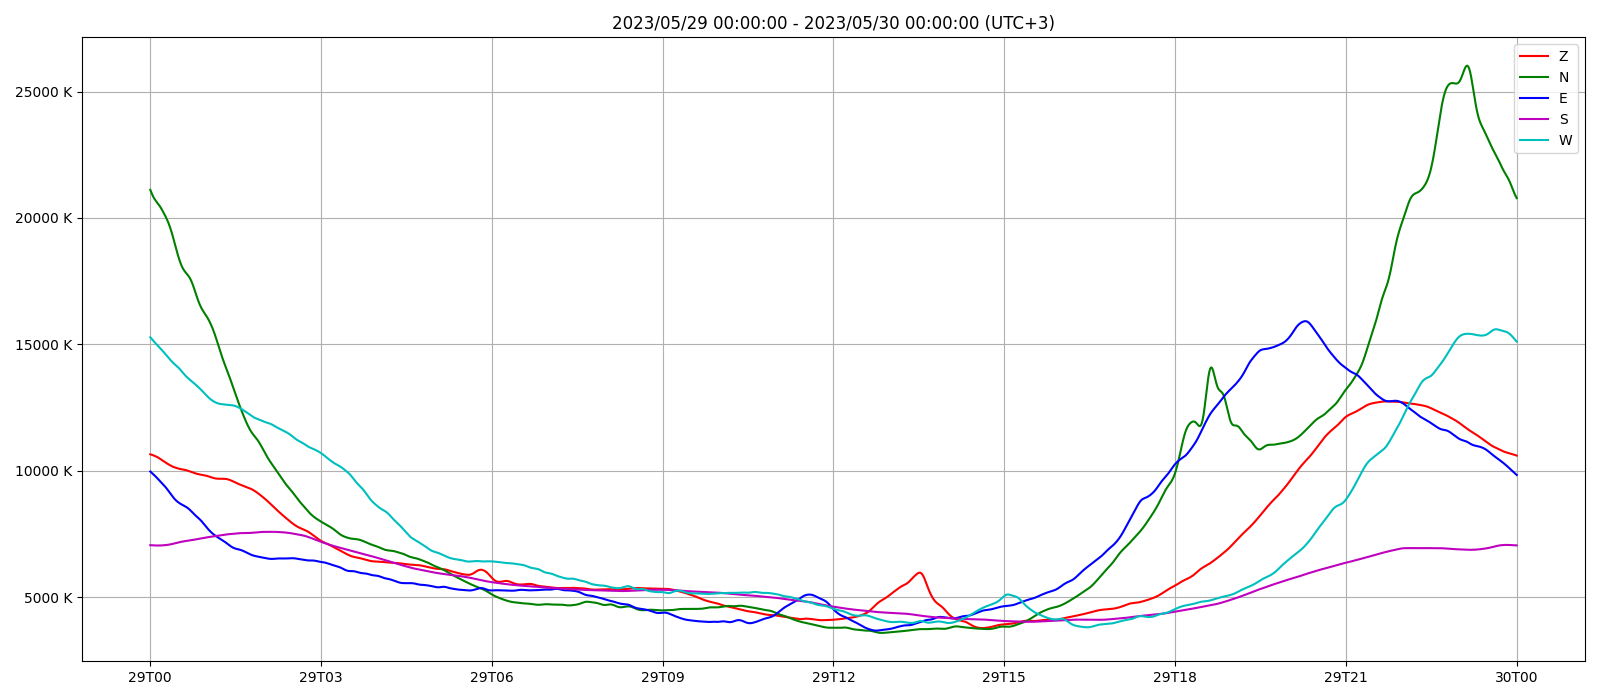 2023/05/29 00:00:00 - 2023/05/30 00:00:00 (UTC+3)
25000 K
20000 K
15000 K
10000 K
5000 K
Z
N
E
S
W
29T00 29T03 29T06 29T09 29T12 29T15 29T18 29T21 30T00